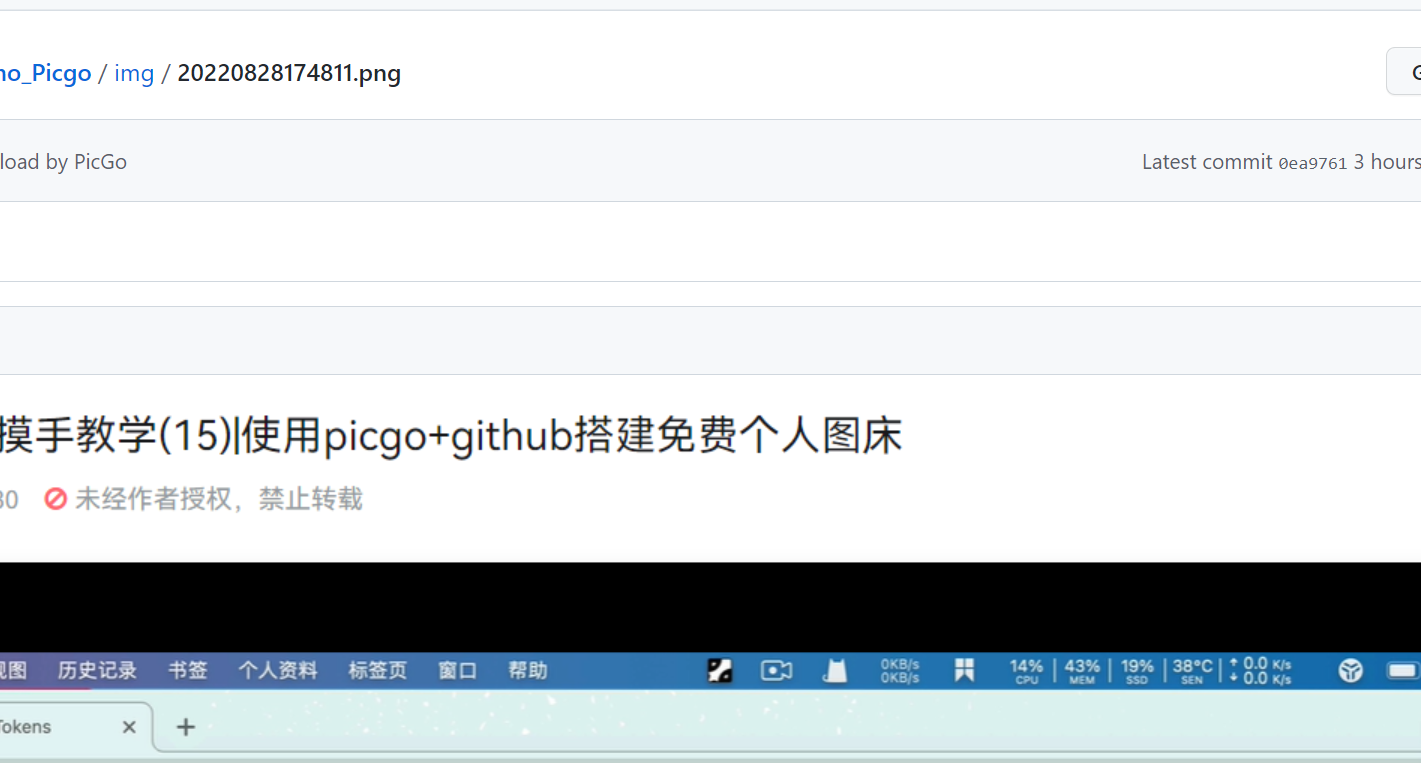 no_Picgo / img / 20220828174811.png
load by PicGo
Latest commit 0ea9761 3 hours
摸手教学(15)|使用picgo+github搭建免费个人图床
30 未经作者授权，禁止转载
视图 历史记录 书签 个人资料 标签页 窗口 帮助
0KB/s
0KB/s
14% CPU 43% MEM 19% SSD 38°C SEN ↑ 0.0 K/s
↓ 0.0 K/s
Tokens × +